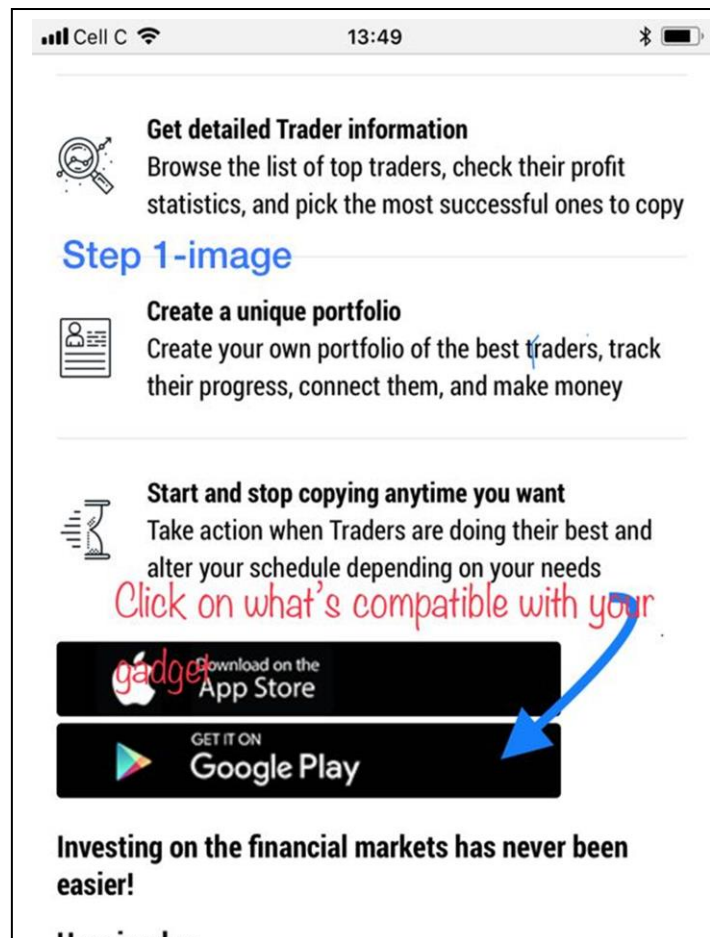 Cell C
13:49
Get detailed Trader information
Browse the list of top traders, check their profit
statistics, and pick the most successful ones to copy
Step 1-image
Create a unique portfolio
Create your own portfolio of the best traders, track
their progress, connect them, and make money
Start and stop copying anytime you want
Take action when Traders are doing their best and
alter your schedule depending on your needs
Click on what's compatible with your
gadget
Download on the
App Store
GET IT ON
Google Play
Investing on the financial markets has never been
easier!